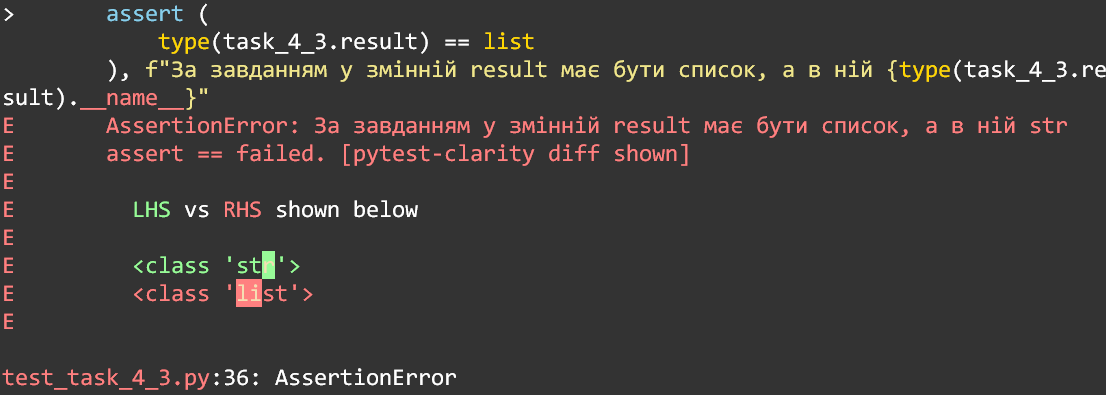 >       assert (
            type(task_4_3.result) == list
        ), f"За завданням у змінній result має бути список, а в ній {type(task_4_3.re
sult).__name__}"
E       AssertionError: За завданням у змінній result має бути список, а в ній str
E       assert == failed. [pytest-clarity diff shown]
E
E         LHS vs RHS shown below
E
E         <class 'str'>
E         <class 'list'>
E
test_task_4_3.py:36: AssertionError